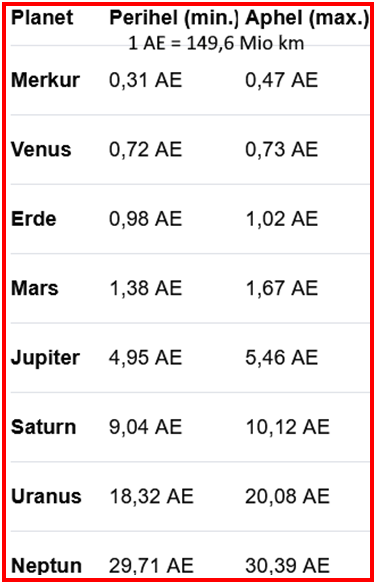 Planet Perihel (min.) Aphel (max.)
1 AE = 149,6 Mio km
Merkur 0,31 AE 0,47 AE
Venus 0,72 AE 0,73 AE
Erde 0,98 AE 1,02 AE
Mars 1,38 AE 1,67 AE
Jupiter 4,95 AE 5,46 AE
Saturn 9,04 AE 10,12 AE
Uranus 18,32 AE 20,08 AE
Neptun 29,71 AE 30,39 AE